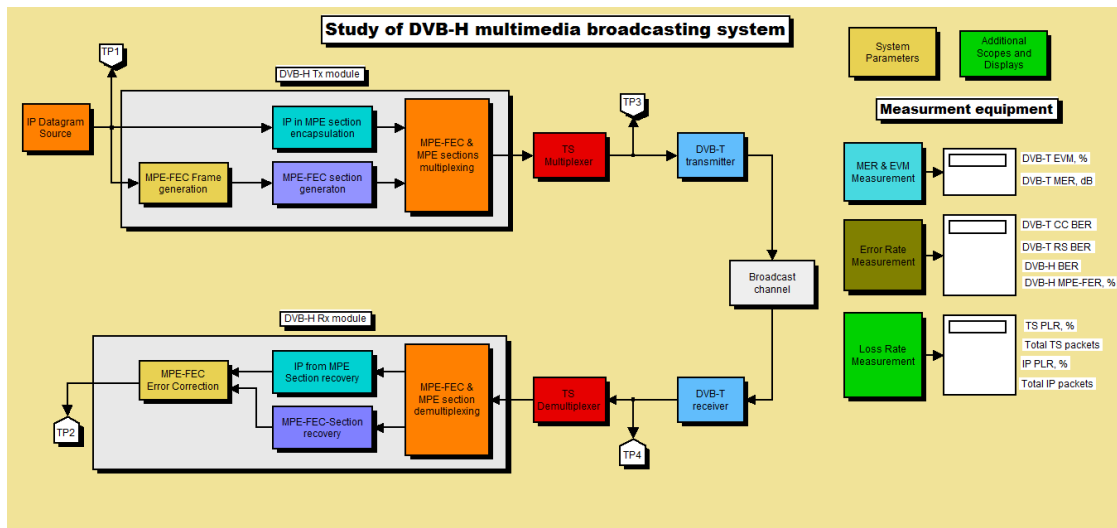 Study of DVB-H multimedia broadcasting system
TP1
DVB-H Tx module
IP Datagram
Source
IP in MPE section
encapsulation
MPE-FEC Frame
generation
MPE-FEC section
generaton
MPE-FEC &
MPE sections
multiplexing
TS
Multiplexer
TP3
DVB-T
transmitter
Broadcast
channel
DVB-H Rx module
MPE-FEC
Error Correction
IP from MPE
Section recovery
MPE-FEC-Section
recovery
MPE-FEC &
MPE section
demultiplexing
TS
Demultiplexer
DVB-T
receiver
TP2
TP4
System
Parameters
Additional
Scopes and
Displays
Measurment equipment
MER & EVM
Measurement
DVB-T EVM, %
DVB-T MER, dB
Error Rate
Measurement
DVB-T CC BER
DVB-T RS BER
DVB-H BER
DVB-H MPE-FER, %
Loss Rate
Measurement
TS PLR, %
Total TS packets
IP PLR, %
Total IP packets